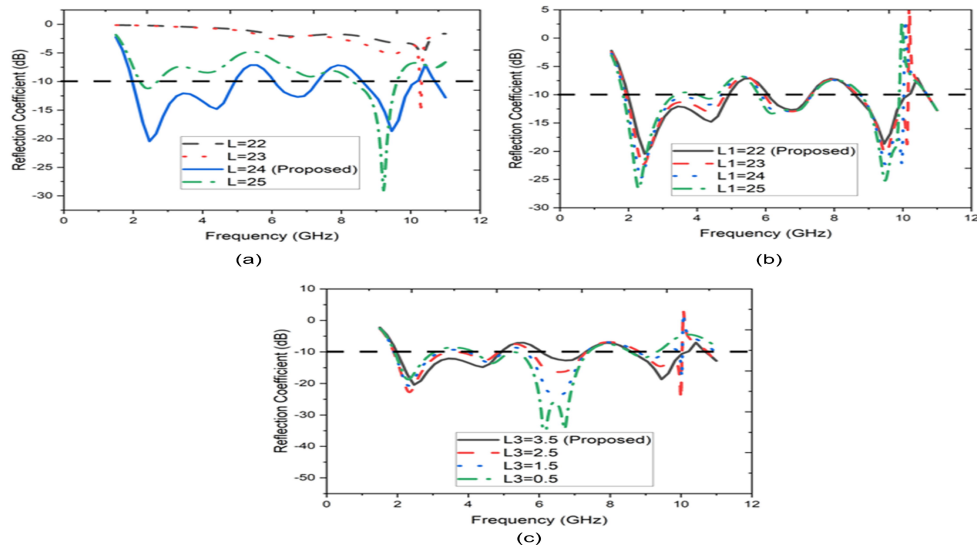 0
-5
-10
-15
-20
-25
-30
Reflection Coefficient (dB)
L=22
L=23
L=24 (Proposed)
L=25
0 2 4 6 8 10 12
Frequency (GHz)
(a)
5
0
-5
-10
-15
-20
-25
-30
Reflection Coefficient (dB)
L1=22 (Proposed)
L1=23
L1=24
L1=25
0 2 4 6 8 10 12
Frequency (GHz)
(b)
10
0
-10
-20
-30
-40
-50
Reflection Coefficient (dB)
L3=3.5 (Proposed)
L3=2.5
L3=1.5
L3=0.5
0 2 4 6 8 10 12
Frequency (GHz)
(c)